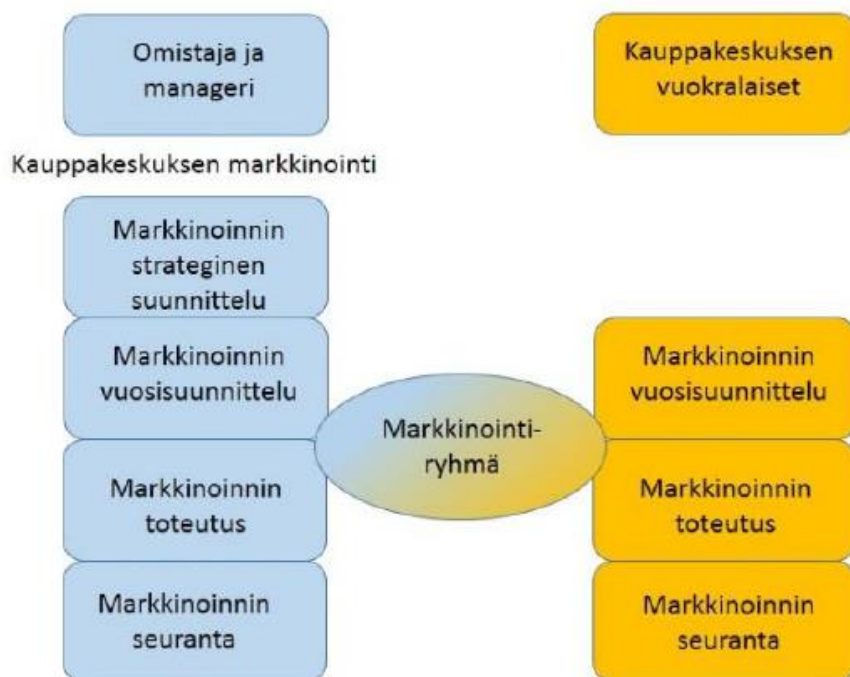 Omistaja ja
manageri
Kauppakeskuksen
vuokralaiset
Kauppakeskuksen markkinointi
Markkinoinnin
strateginen
suunnittelu
Markkinoinnin
vuosisuunnittelu
Markkinoinnin
toteutus
Markkinoinnin
seuranta
Markkinointi-
ryhmä
Markkinoinnin
vuosisuunnittelu
Markkinoinnin
toteutus
Markkinoinnin
seuranta